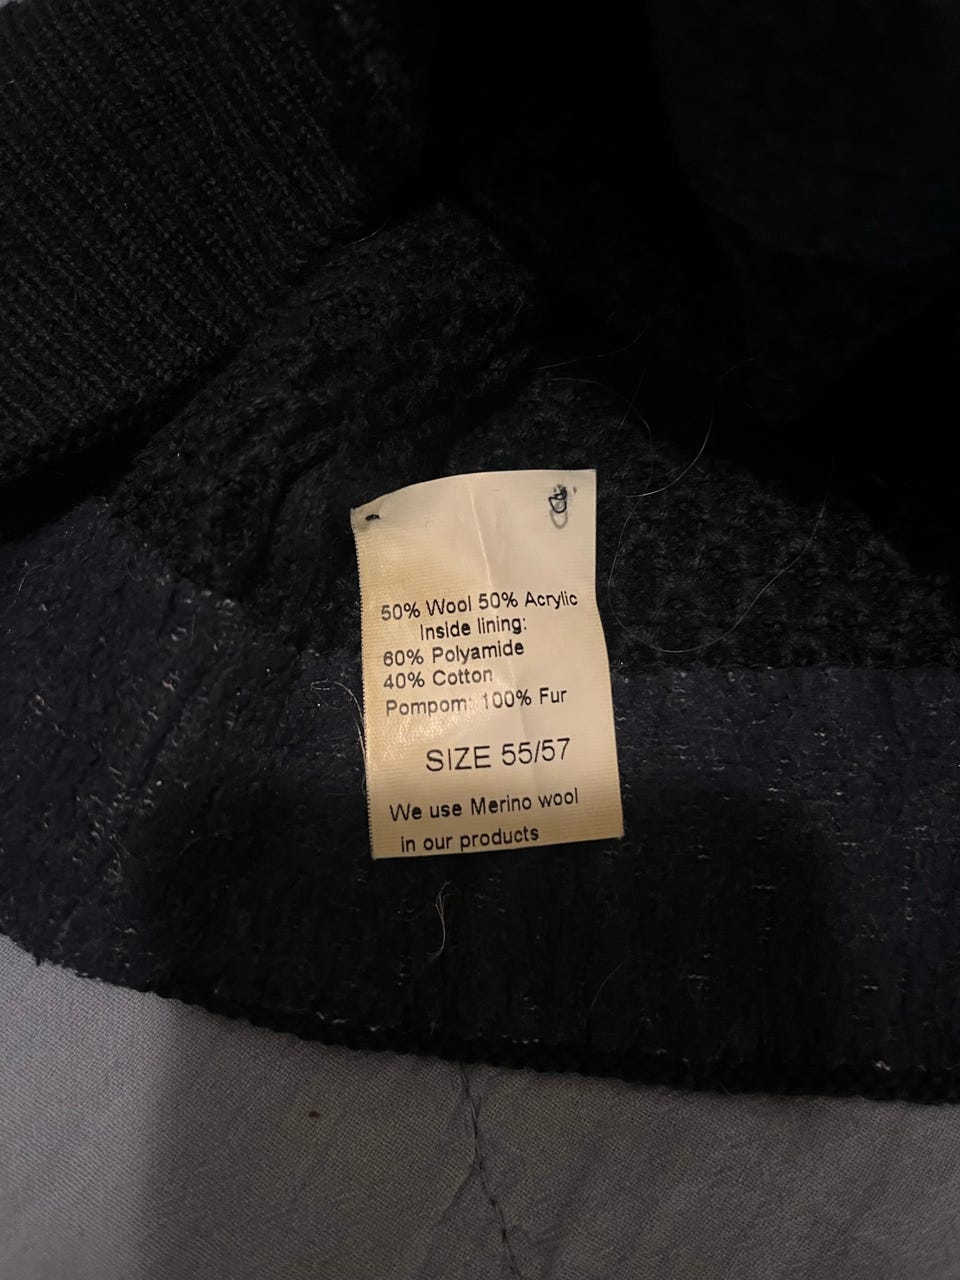 50% Wool 50% Acrylic
Inside lining:
60% Polyamide
40% Cotton
Pompom: 100% Fur
SIZE 55/57
We use Merino wool
in our products